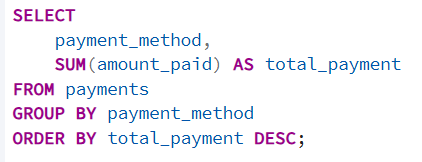 SELECT
    payment_method,
    SUM(amount_paid) AS total_payment
FROM payments
GROUP BY payment_method
ORDER BY total_payment DESC;